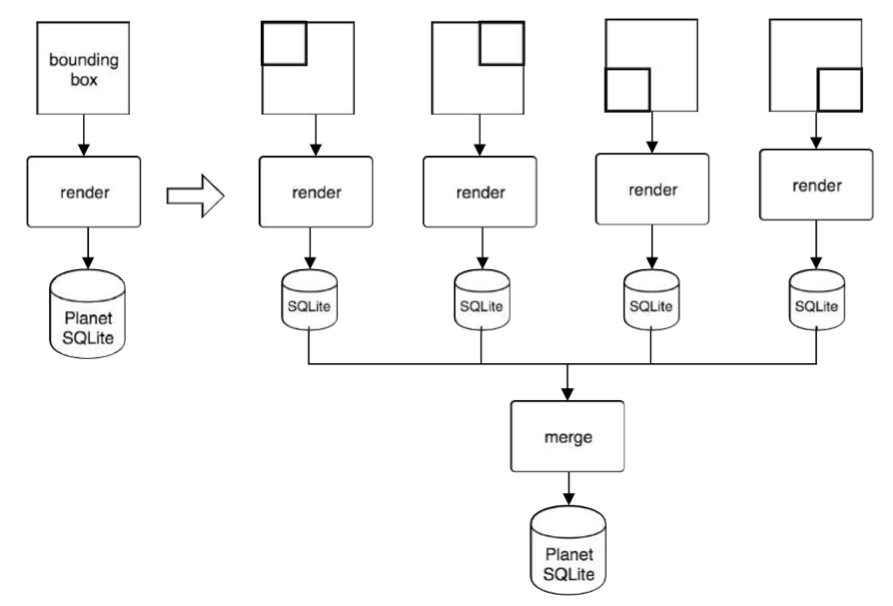 bounding
box
render
render
render
render
render
Planet
SQLite
SQLite
SQLite
SQLite
SQLite
merge
Planet
SQLite